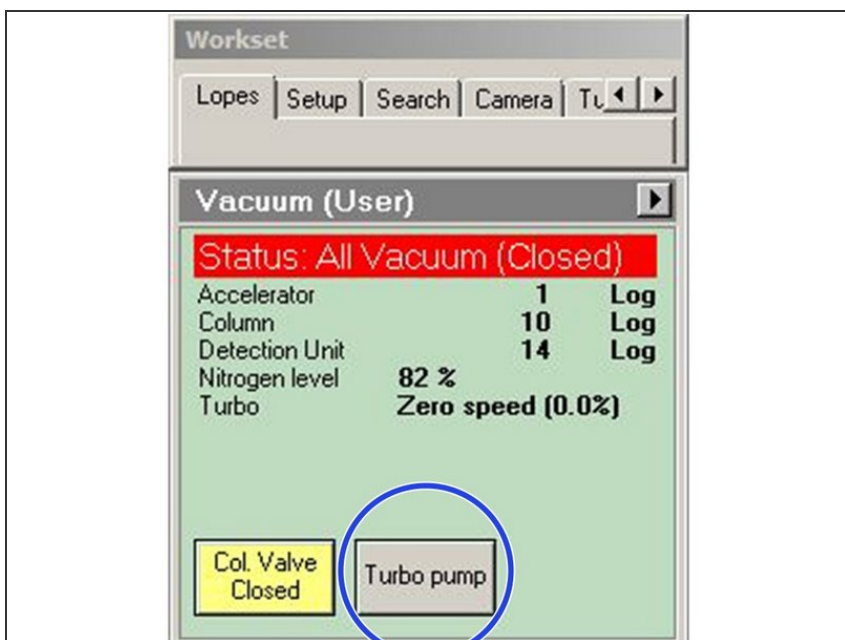 Workset
Lopes Setup Search Camera Tu
Vacuum (User)
Status: All Vacuum (Closed)
Accelerator 1 Log
Column 10 Log
Detection Unit 14 Log
Nitrogen level 82 %
Turbo Zero speed (0.0%)
Col. Valve
Closed
Turbo pump